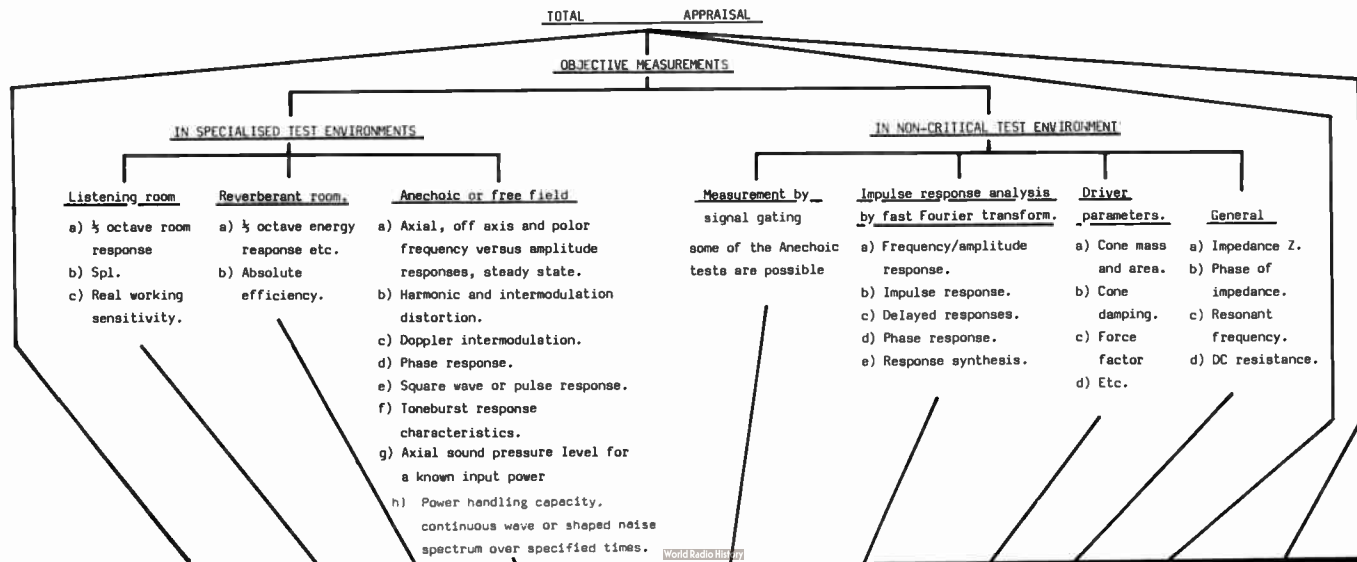 TOTAL APPRAISAL
OBJECTIVE MEASUREMENTS
IN SPECIALISED TEST ENVIRONMENTS
IN NON-CRITICAL TEST ENVIRONMENT
Listening room
a) ⅓ octave room
response
b) Spl.
c) Real working
sensitivity.
Reverberant room.
a) ⅓ octave energy
response etc.
b) Absolute
efficiency.
Anechoic or free field
a) Axial, off axis and polor
frequency versus amplitude
responses, steady state.
b) Harmonic and intermodulation
distortion.
c) Doppler intermodulation.
d) Phase response.
e) Square wave or pulse response.
f) Toneburst response
characteristics.
g) Axial sound pressure level for
a known input power
h) Power handling capacity,
continuous wave or shaped noise
spectrum over specified times.
Measurement by
signal gating
some of the Anechoic
tests are possible
Impulse response analysis
by fast Fourier transform.
a) Frequency/amplitude
response.
b) Impulse response.
c) Delayed responses.
d) Phase response.
e) Response synthesis.
Driver
parameters.
a) Cone mass
and area.
b) Cone
damping.
c) Force
factor
d) Etc.
General
a) Impedance Z.
b) Phase of
impedance.
c) Resonant
frequency.
d) DC resistance.
World Radio History